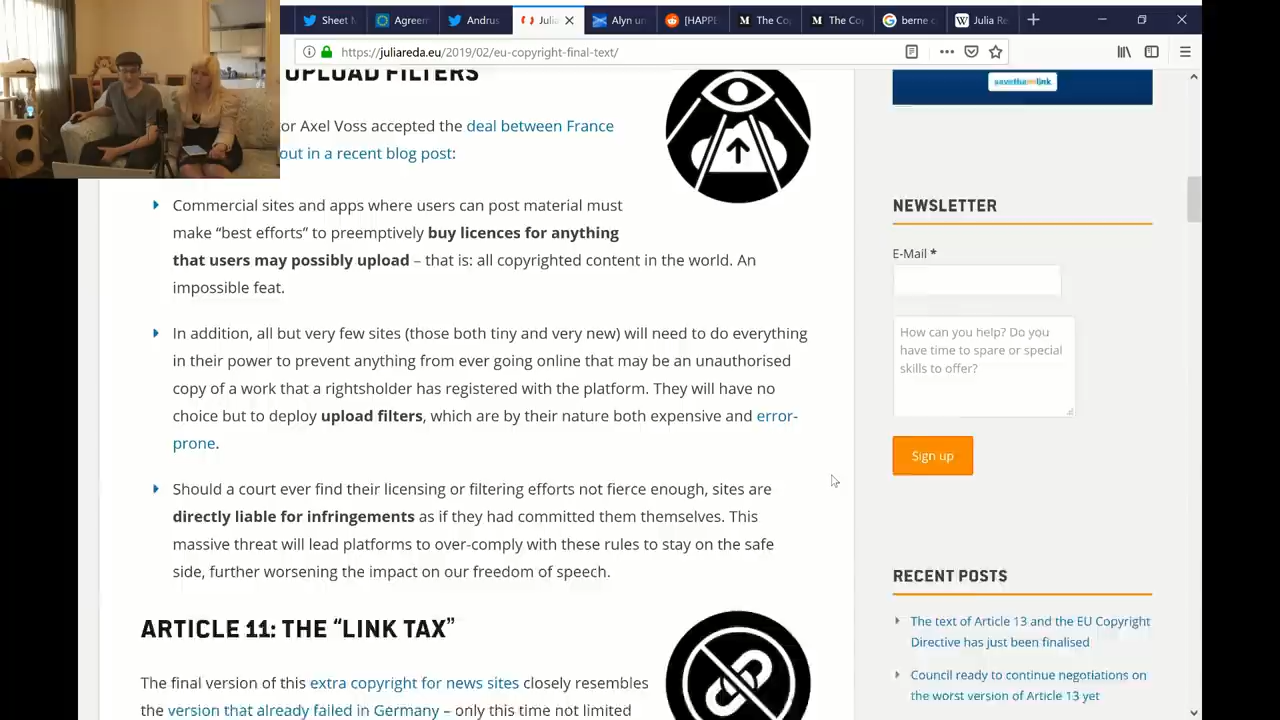 Sheet M
Agreem
Andrus
Julia
Alyn un
[HAPPE
The Co
The Co
berne c
Julia Re
https://juliareda.eu/2019/02/eu-copyright-final-text/
UPLOAD FILTERS
or Axel Voss accepted the deal between France
out in a recent blog post:
Commercial sites and apps where users can post material must
make “best efforts” to preemptively buy licences for anything
that users may possibly upload – that is: all copyrighted content in the world. An
impossible feat.
In addition, all but very few sites (those both tiny and very new) will need to do everything
in their power to prevent anything from ever going online that may be an unauthorised
copy of a work that a rightsholder has registered with the platform. They will have no
choice but to deploy upload filters, which are by their nature both expensive and error-
prone.
Should a court ever find their licensing or filtering efforts not fierce enough, sites are
directly liable for infringements as if they had committed them themselves. This
massive threat will lead platforms to over-comply with these rules to stay on the safe
side, further worsening the impact on our freedom of speech.
ARTICLE 11: THE “LINK TAX”
The final version of this extra copyright for news sites closely resembles
the version that already failed in Germany – only this time not limited
savethelink
NEWSLETTER
E-Mail *
How can you help? Do you
have time to spare or special
skills to offer?
Sign up
RECENT POSTS
The text of Article 13 and the EU Copyright
Directive has just been finalised
Council ready to continue negotiations on
the worst version of Article 13 yet